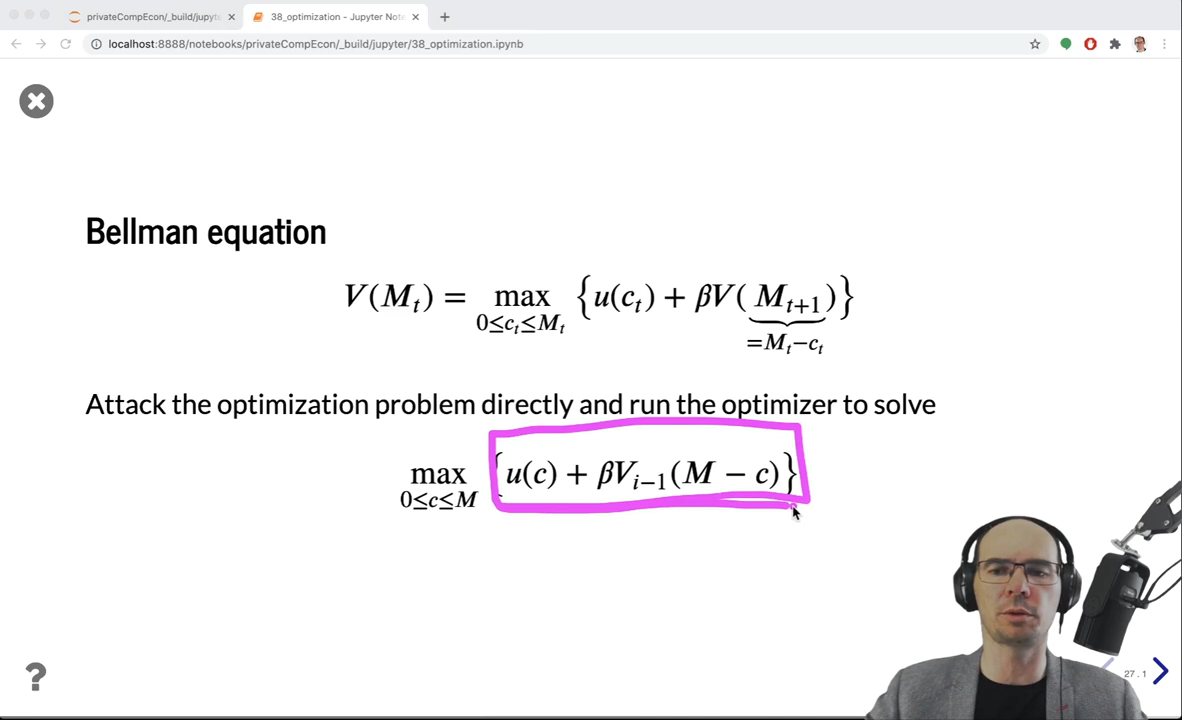 privateCompEcon/_build/jupyte
38_optimization - Jupyter Note
localhost:8888/notebooks/privateCompEcon/_build/jupyter/38_optimization.ipynb
Bellman equation
V(M_t) = max_{0≤c_t≤M_t} {u(c_t) + βV(M_{t+1})}
=M_t−c_t
Attack the optimization problem directly and run the optimizer to solve
max_{0≤c≤M} {u(c) + βV_{i−1}(M − c)}
?
27.1